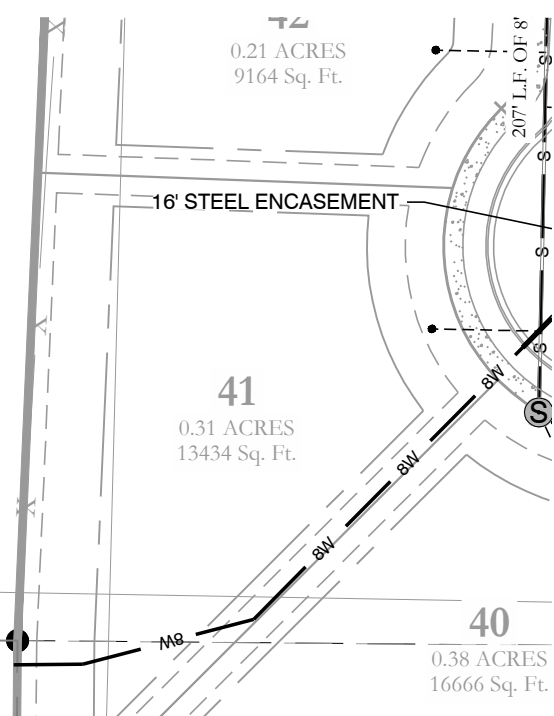 42
0.21 ACRES
9164 Sq. Ft.
207' L.F. OF 8'
S
S
16' STEEL ENCASEMENT
S
S
8W
41
0.31 ACRES
13434 Sq. Ft.
S
8W
8W
8W
40
0.38 ACRES
16666 Sq. Ft.